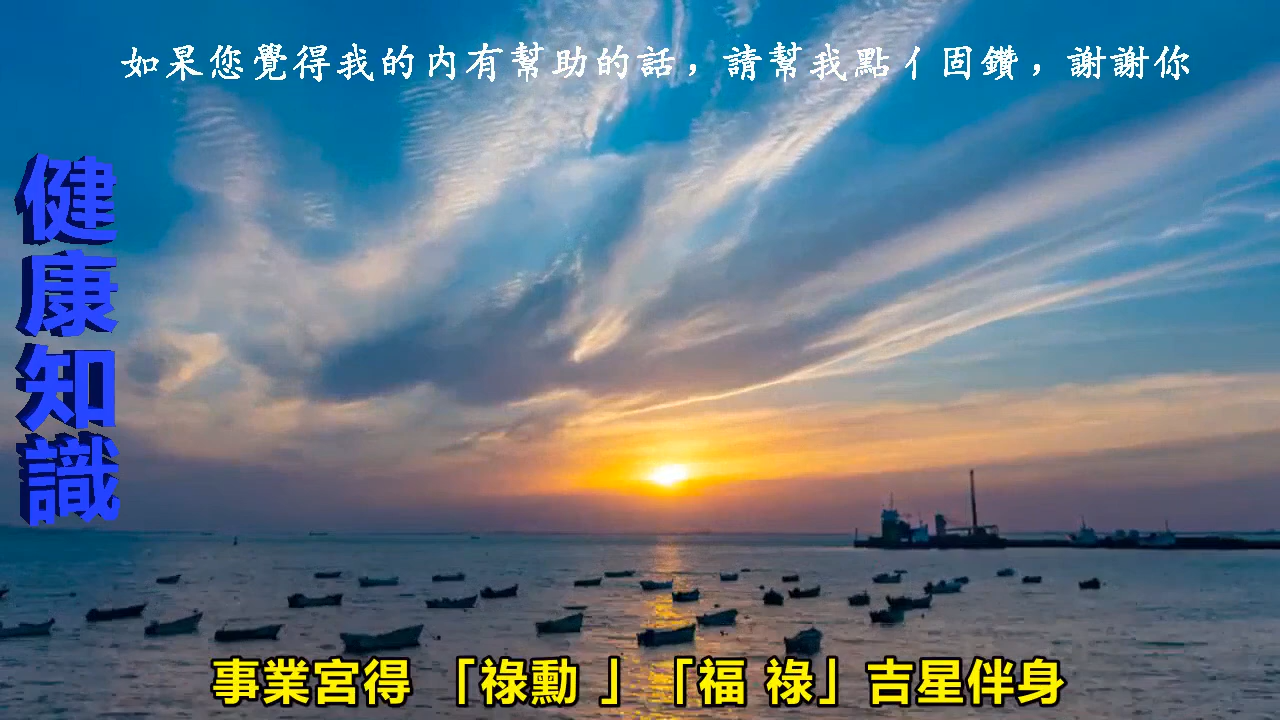 如果您覺得我的内有幫助的話，請幫我點亻固鑽，謝謝你
健康知識
事業宮得 「祿勳 」「福 祿」吉星伴身